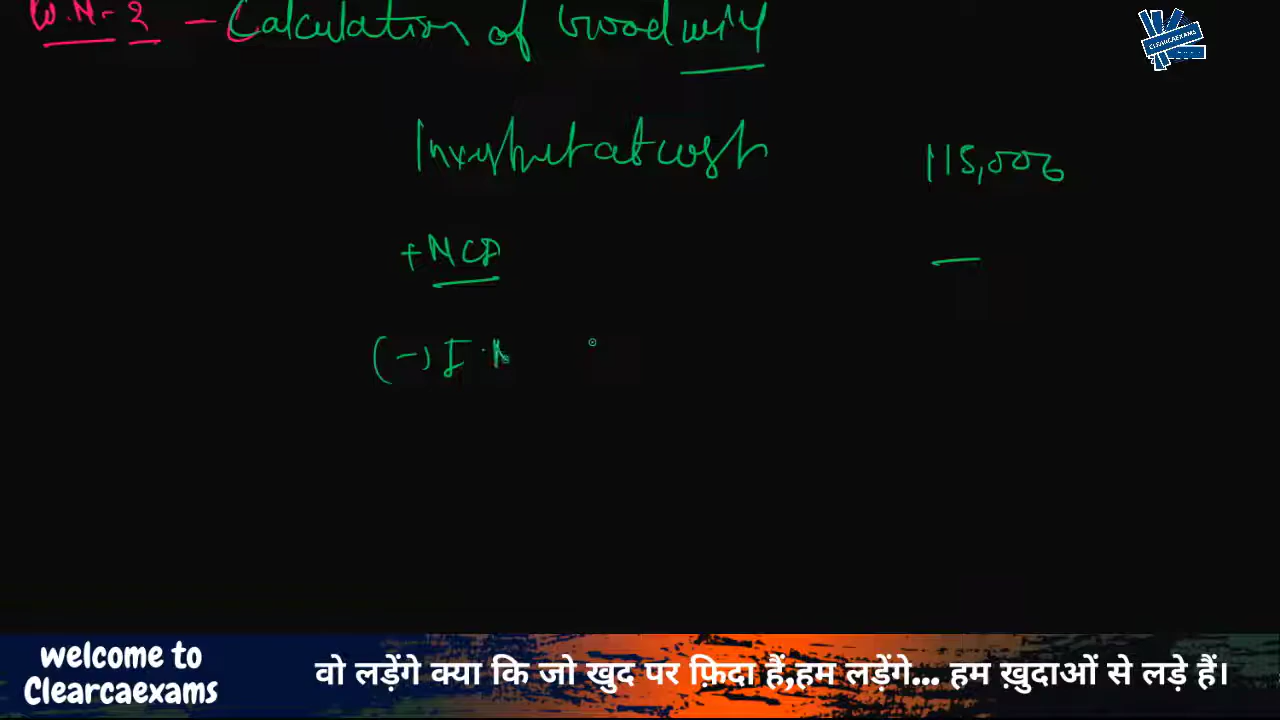 W.N-2 - Calculation of Goodwill
CLEARCAEXAMS
Investment at cost 115,000
+ NCI —
(-) I.A
welcome to
Clearcaexams
वो लड़ेंगे क्या कि जो खुद पर फ़िदा हैं,हम लड़ेंगे... हम ख़ुदाओं से लड़े हैं।